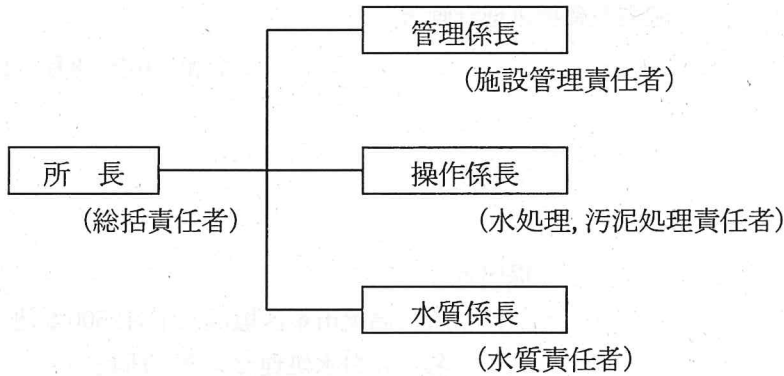 管理係長
(施設管理責任者)
所 長
(総括責任者)
操作係長
(水処理, 汚泥処理責任者)
水質係長
(水質責任者)